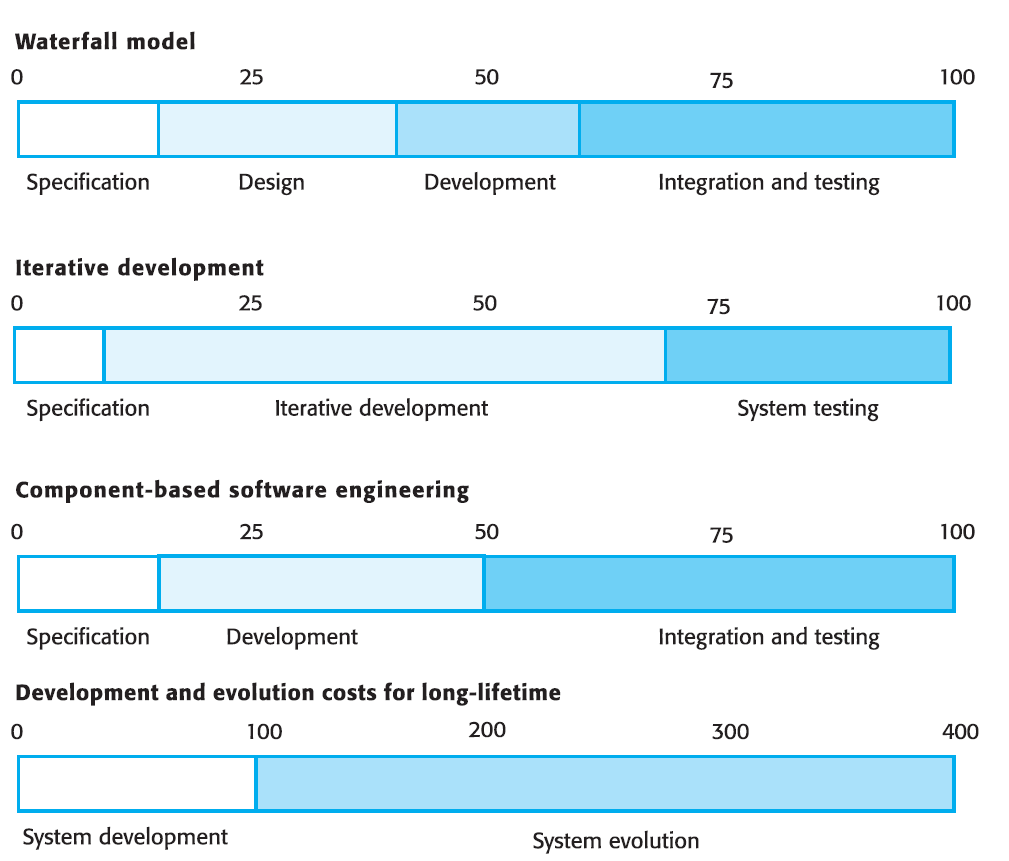 Waterfall model
0 25 50 75 100
Specification Design Development Integration and testing
Iterative development
0 25 50 75 100
Specification Iterative development System testing
Component-based software engineering
0 25 50 75 100
Specification Development Integration and testing
Development and evolution costs for long-lifetime
0 100 200 300 400
System development System evolution